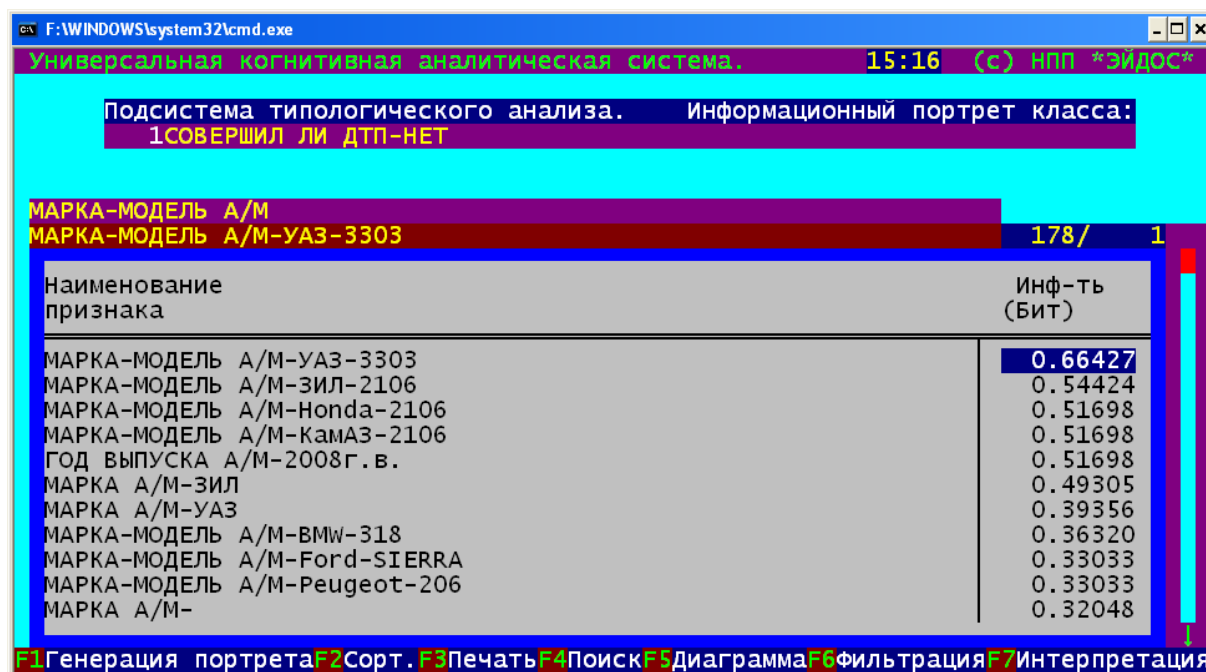 F:\WINDOWS\system32\cmd.exe
Универсальная когнитивная аналитическая система. 15:16 (с) НПП *ЭЙДОС*
Подсистема типологического анализа. Информационный портрет класса:
1СОВЕРШИЛ ЛИ ДТП-НЕТ
МАРКА-МОДЕЛЬ А/М
МАРКА-МОДЕЛЬ А/М-УАЗ-3303 178/ 1
Наименование Инф-ть
признака (Бит)
МАРКА-МОДЕЛЬ А/М-УАЗ-3303 0.66427
МАРКА-МОДЕЛЬ А/М-ЗИЛ-2106 0.54424
МАРКА-МОДЕЛЬ А/М-Honda-2106 0.51698
МАРКА-МОДЕЛЬ А/М-КамАЗ-2106 0.51698
ГОД ВЫПУСКА А/М-2008г.в. 0.51698
МАРКА А/М-ЗИЛ 0.49305
МАРКА А/М-УАЗ 0.39356
МАРКА-МОДЕЛЬ А/М-BMW-318 0.36320
МАРКА-МОДЕЛЬ А/М-Ford-SIERRA 0.33033
МАРКА-МОДЕЛЬ А/М-Peugeot-206 0.33033
МАРКА А/М- 0.32048
F1Генерация портретаF2Сорт.F3ПечатьF4ПоискF5ДиаграммаF6ФильтрацияF7Интерпретация